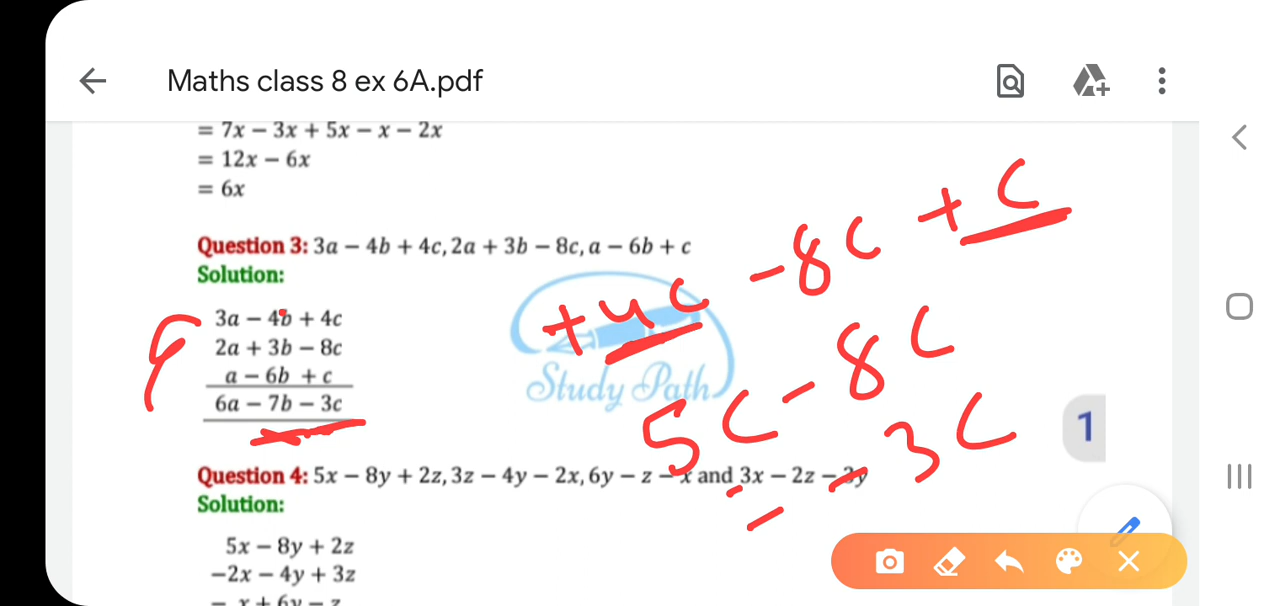 Maths class 8 ex 6A.pdf
= 7x − 3x + 5x − x − 2x
= 12x − 6x
= 6x
Question 3: 3a − 4b + 4c, 2a + 3b − 8c, a − 6b + c
Solution:
3a − 4b + 4c
2a + 3b − 8c
a − 6b + c
6a − 7b − 3c
+4c −8c +c
5c − 8c
= −3c
Study Path
1
Question 4: 5x − 8y + 2z, 3z − 4y − 2x, 6y − z − x and 3x − 2z − 3y
Solution:
5x − 8y + 2z
−2x − 4y + 3z
− x + 6y − z